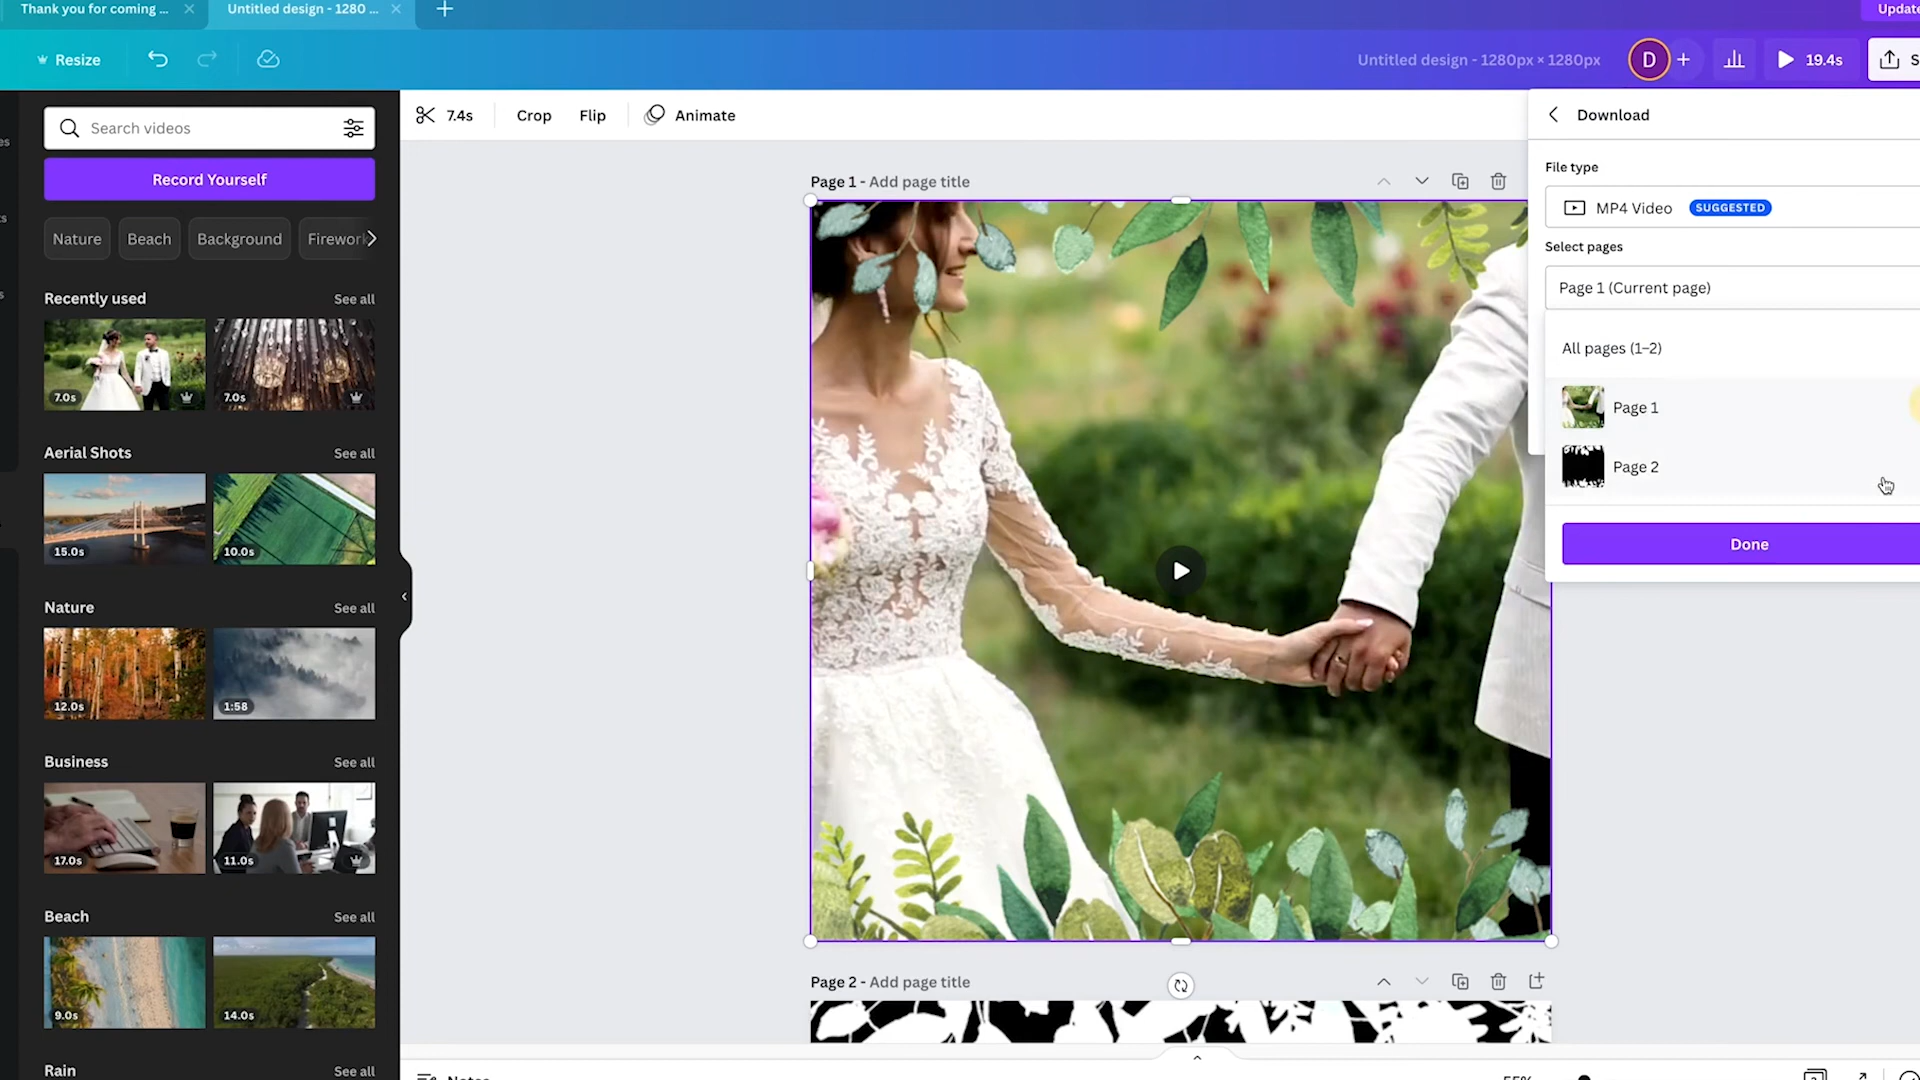 Thank you for coming ...
Untitled design - 1280 ...
Update
Resize
Untitled design - 1280px × 1280px
D
19.4s
S
Search videos
Record Yourself
Nature
Beach
Background
Firework
7.4s
Crop
Flip
Animate
Page 1 - Add page title
Download
File type
MP4 Video
SUGGESTED
Select pages
Page 1 (Current page)
All pages (1–2)
Page 1
Page 2
Done
Recently used
See all
7.0s
7.0s
Aerial Shots
See all
15.0s
10.0s
Nature
See all
12.0s
1:58
Business
See all
17.0s
11.0s
Beach
See all
9.0s
14.0s
Rain
See all
Page 2 - Add page title
Notes
55%